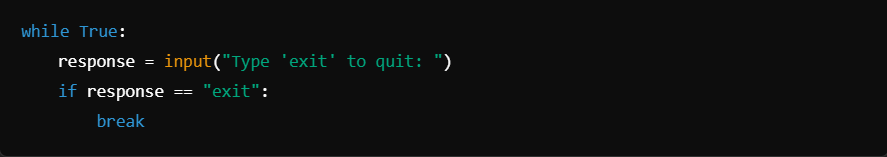 while True:
    response = input("Type 'exit' to quit: ")
    if response == "exit":
        break